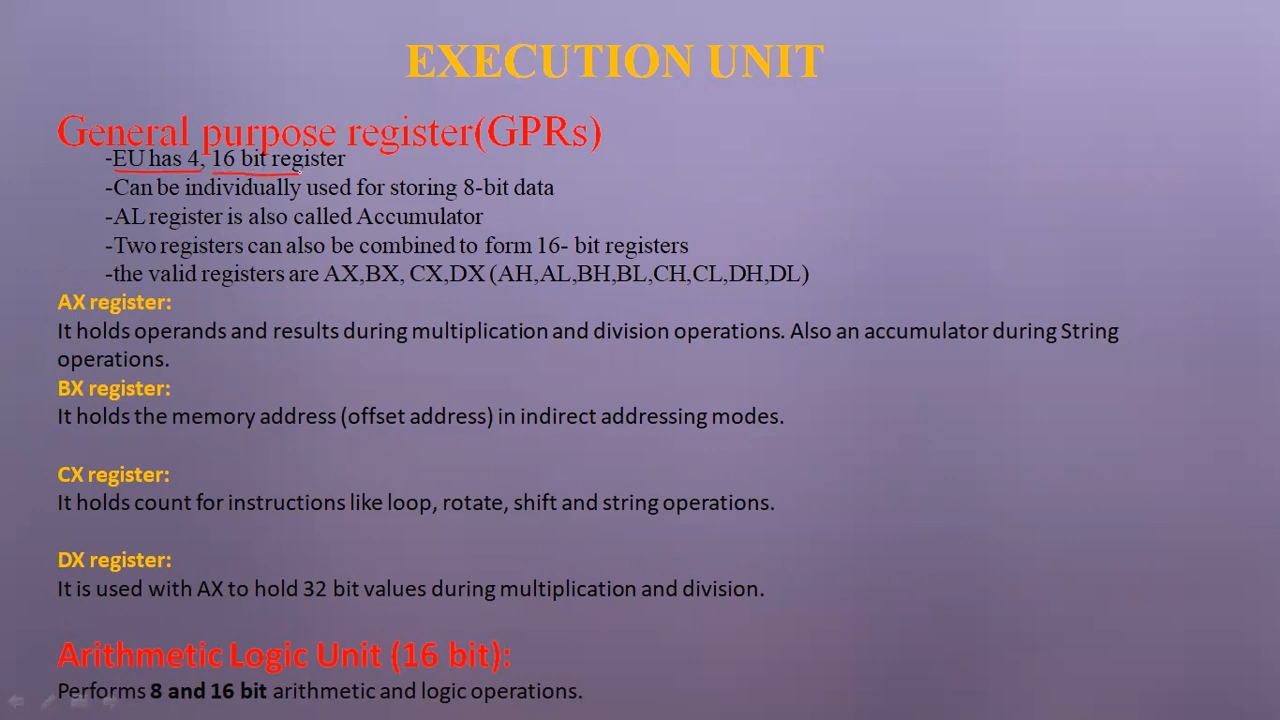 EXECUTION UNIT
General purpose register(GPRs)
-EU has 4, 16 bit register
-Can be individually used for storing 8-bit data
-AL register is also called Accumulator
-Two registers can also be combined to form 16- bit registers
-the valid registers are AX,BX, CX,DX (AH,AL,BH,BL,CH,CL,DH,DL)
AX register:
It holds operands and results during multiplication and division operations. Also an accumulator during String
operations.
BX register:
It holds the memory address (offset address) in indirect addressing modes.
CX register:
It holds count for instructions like loop, rotate, shift and string operations.
DX register:
It is used with AX to hold 32 bit values during multiplication and division.
Arithmetic Logic Unit (16 bit):
Performs 8 and 16 bit arithmetic and logic operations.